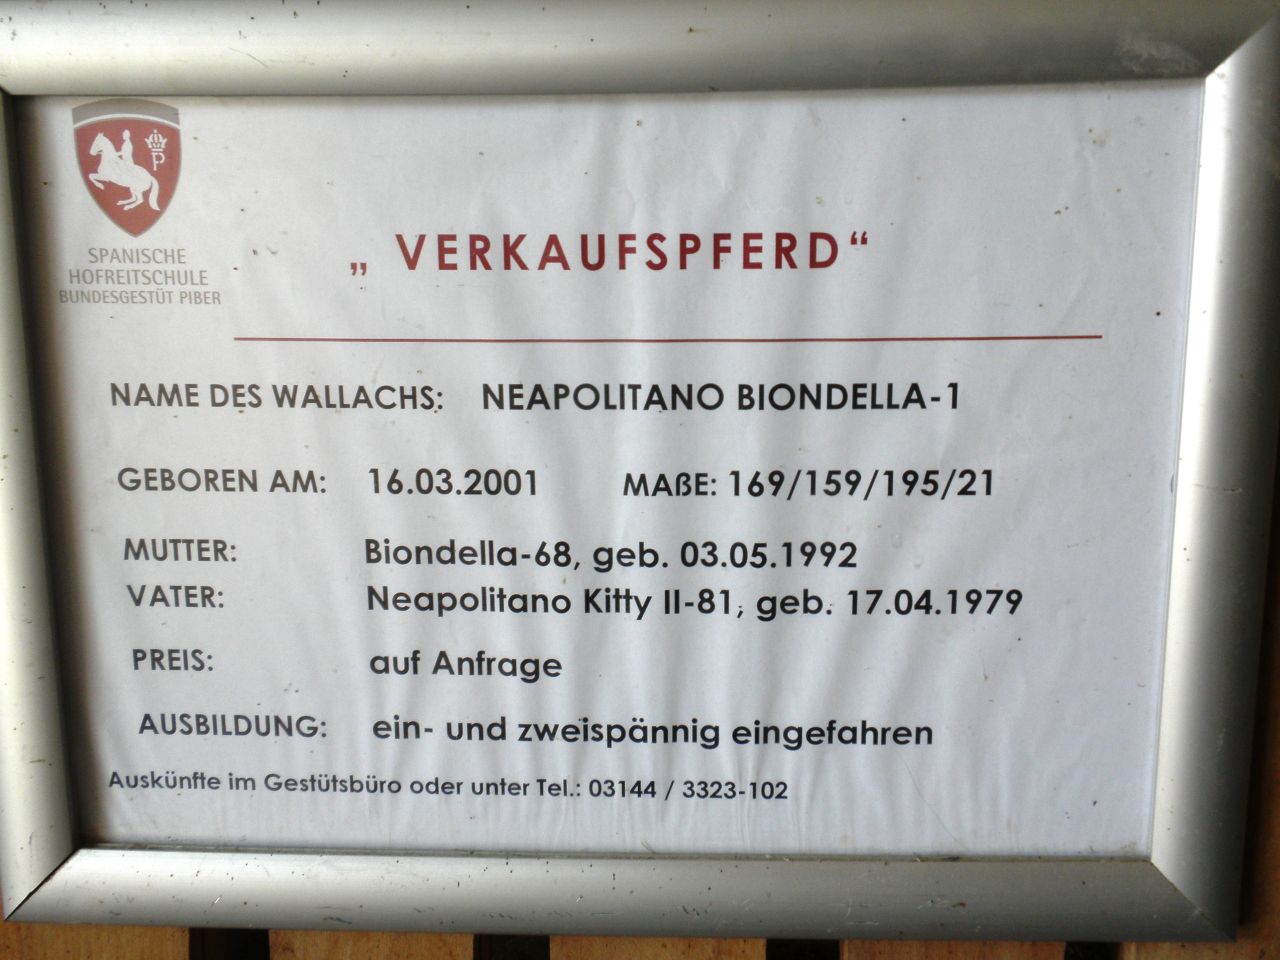 P
SPANISCHE
HOFREITSCHULE
BUNDESGESTÜT PIBER
„ VERKAUFSPFERD“
NAME DES WALLACHS: NEAPOLITANO BIONDELLA-1
GEBOREN AM: 16.03.2001 MAßE: 169/159/195/21
MUTTER: Biondella-68, geb. 03.05.1992
VATER: Neapolitano Kitty II-81, geb. 17.04.1979
PREIS: auf Anfrage
AUSBILDUNG: ein- und zweispännig eingefahren
Auskünfte im Gestütsbüro oder unter Tel.: 03144 / 3323-102